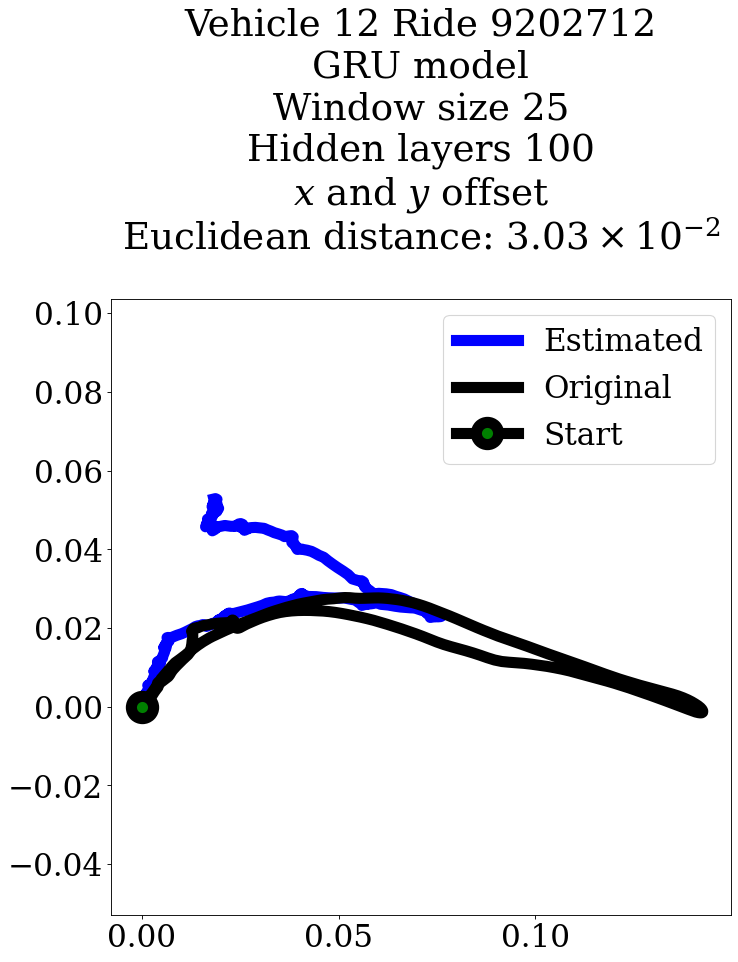 Vehicle 12 Ride 9202712
GRU model
Window size 25
Hidden layers 100
x and y offset
Euclidean distance: 3.03 × 10⁻²
Estimated
Original
Start
0.10
0.08
0.06
0.04
0.02
0.00
−0.02
−0.04
0.00 0.05 0.10